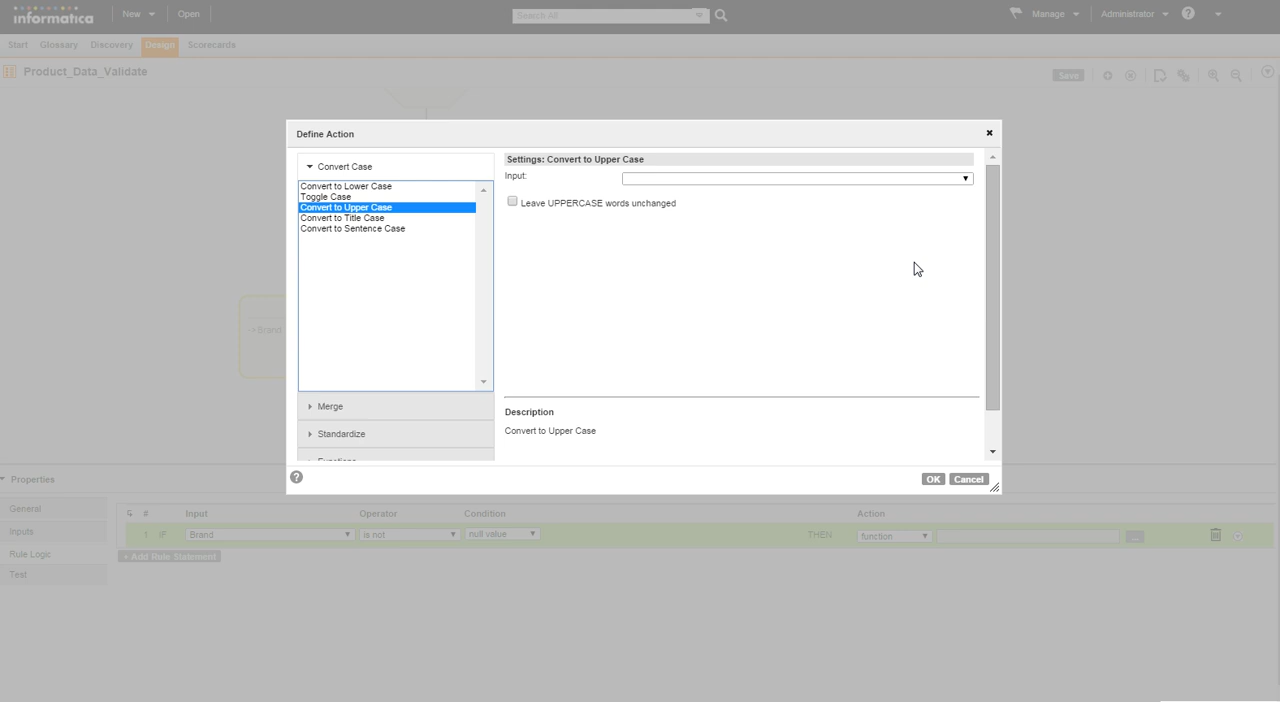 informatica
New
Open
Search All
Manage
Administrator
?
Start
Glossary
Discovery
Design
Scorecards
Product_Data_Validate
Save
Define Action
Convert Case
Convert to Lower Case
Toggle Case
Convert to Upper Case
Convert to Title Case
Convert to Sentence Case
Merge
Standardize
Functions
Settings: Convert to Upper Case
Input:
Leave UPPERCASE words unchanged
Description
Convert to Upper Case
?
OK
Cancel
->Brand
Properties
General
Inputs
Rule Logic
Test
# Input Operator Condition Action
1 IF Brand is not null value THEN function ...
+ Add Rule Statement